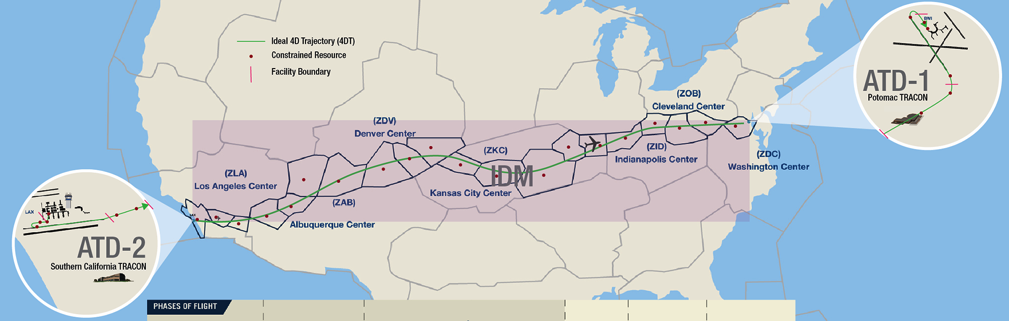 Ideal 4D Trajectory (4DT)
Constrained Resource
Facility Boundary
BWI
ATD-1
Potomac TRACON
(ZOB)
Cleveland Center
(ZDV)
Denver Center
(ZKC)
IDM
Kansas City Center
(ZID)
Indianapolis Center
(ZDC)
Washington Center
(ZLA)
Los Angeles Center
(ZAB)
Albuquerque Center
LAX
ATD-2
Southern California TRACON
PHASES OF FLIGHT